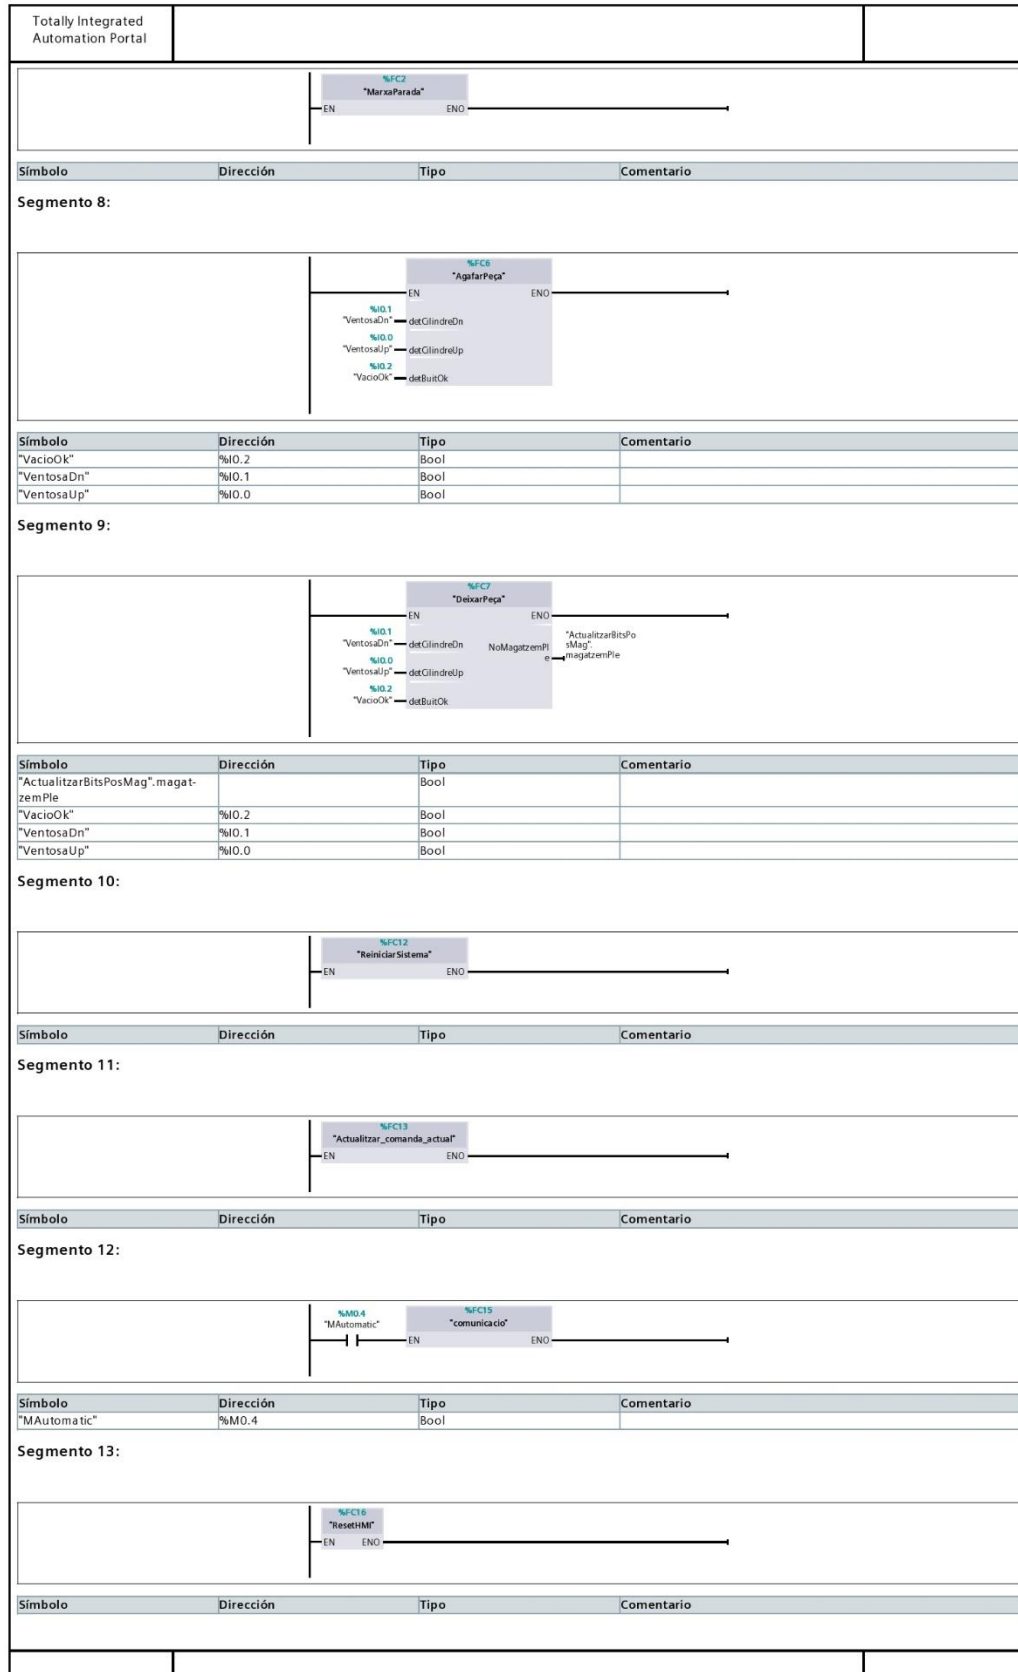 Totally Integrated
Automation Portal
%FC2
"MarxaParada"
EN ENO
Símbolo Dirección Tipo Comentario
Segmento 8:
%FC6
"AgafarPeça"
EN ENO
%I0.1
"VentosaDn" detCilindreDn
%I0.0
"VentosaUp" detCilindreUp
%I0.2
"VacioOk" detBuitOk
Símbolo Dirección Tipo Comentario
"VacioOk" %I0.2 Bool
"VentosaDn" %I0.1 Bool
"VentosaUp" %I0.0 Bool
Segmento 9:
%FC7
"DeixarPeça"
EN ENO
%I0.1
"VentosaDn" detCilindreDn
%I0.0
"VentosaUp" detCilindreUp
%I0.2
"VacioOk" detBuitOk
NoMagatzemPl
e
"ActualitzarBitsPo
sMag".
magatzemPle
Símbolo Dirección Tipo Comentario
"ActualitzarBitsPosMag".magat-
zemPle Bool
"VacioOk" %I0.2 Bool
"VentosaDn" %I0.1 Bool
"VentosaUp" %I0.0 Bool
Segmento 10:
%FC12
"ReiniciarSistema"
EN ENO
Símbolo Dirección Tipo Comentario
Segmento 11:
%FC13
"Actualitzar_comanda_actual"
EN ENO
Símbolo Dirección Tipo Comentario
Segmento 12:
%M0.4
"MAutomatic"
%FC15
"comunicacio"
EN ENO
Símbolo Dirección Tipo Comentario
"MAutomatic" %M0.4 Bool
Segmento 13:
%FC16
"ResetHMI"
EN ENO
Símbolo Dirección Tipo Comentario